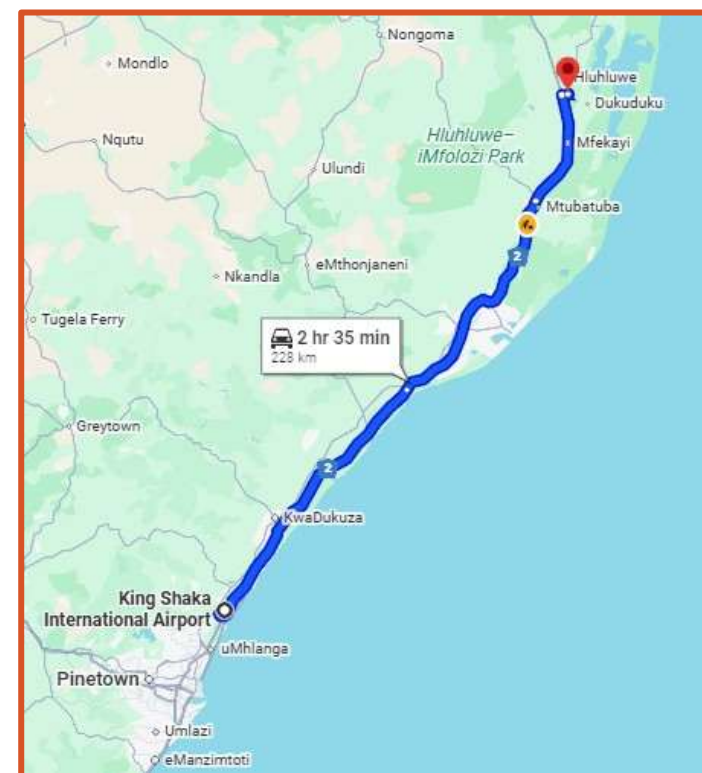 Nongoma
Mondlo
Hluhluwe
Dukuduku
Nqutu
Hluhluwe–
iMfolozi Park
Mfekayi
Ulundi
Mtubatuba
2
eMthonjaneni
Nkandla
Tugela Ferry
2 hr 35 min
228 km
Greytown
2
KwaDukuza
King Shaka
International Airport
uMhlanga
Pinetown
Umlazi
eManzimtoti